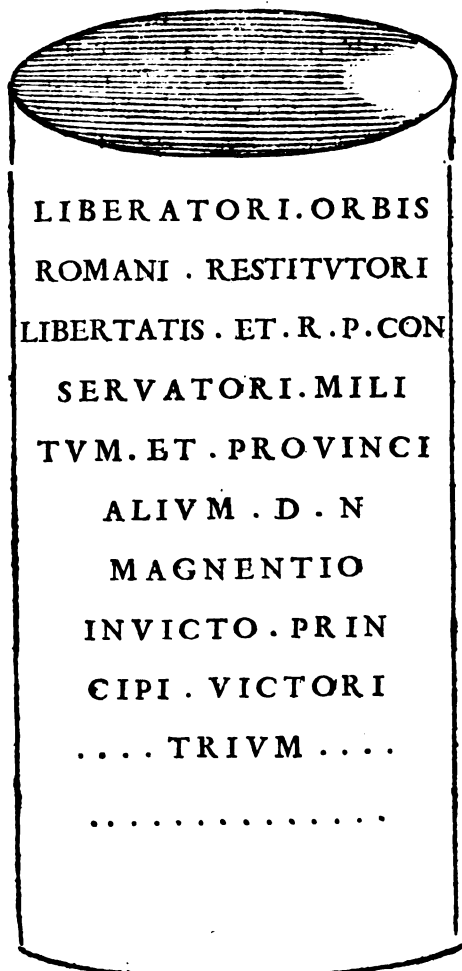 LIBERATORI.ORBIS
ROMANI . RESTITVTORI
LIBERTATIS . ET . R . P . CON
SERVATORI . MILI
TVM . ET . PROVINCI
ALIVM . D . N
MAGNENTIO
INVICTO . PRIN
CIPI . VICTORI
. . . . TRIVM . . . .
. . . . . . . . . . . . . .